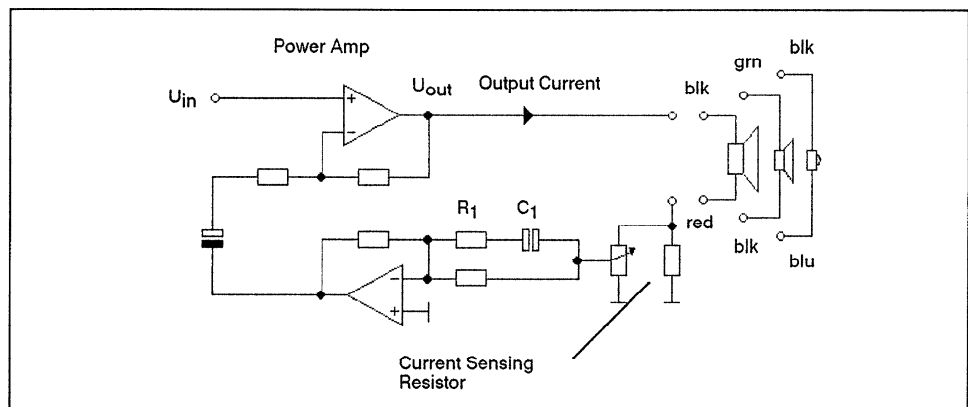 Power Amp
blk
grn
Uout
Output Current
blk
Uin
R1
C1
red
blk
blu
Current Sensing
Resistor